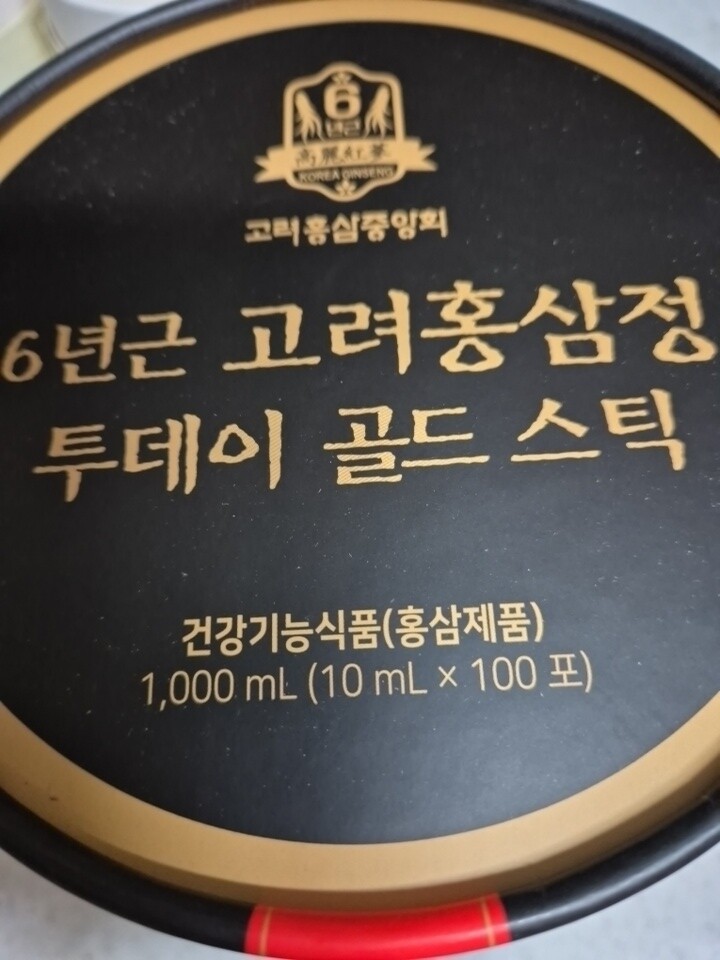 6
년근
高麗紅蔘
KOREA GINSENG
고려홍삼중앙회
6년근 고려홍삼정
투데이 골드 스틱
건강기능식품(홍삼제품)
1,000 mL (10 mL × 100 포)